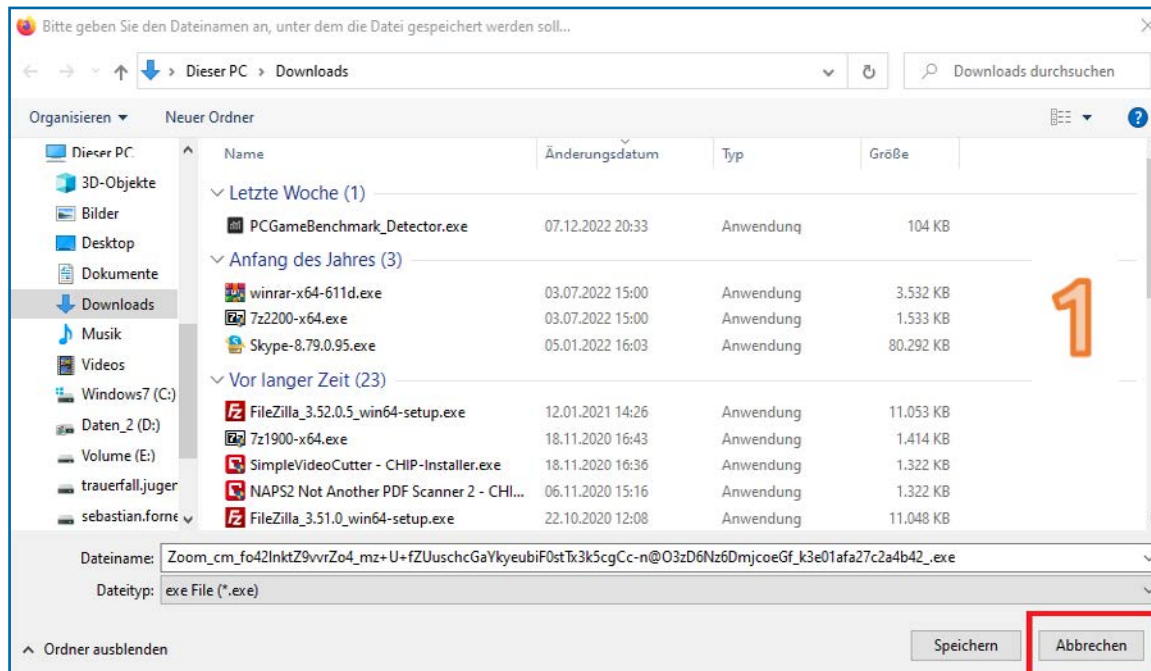 Bitte geben Sie den Dateinamen an, unter dem die Datei gespeichert werden soll...
Dieser PC > Downloads
Downloads durchsuchen
Organisieren
Neuer Ordner
Dieser PC
3D-Objekte
Bilder
Desktop
Dokumente
Downloads
Musik
Videos
Windows7 (C:)
Daten_2 (D:)
Volume (E:)
trauerfall.juger
sebastian.forne
Name Änderungsdatum Typ Größe
Letzte Woche (1)
PCGameBenchmark_Detector.exe 07.12.2022 20:33 Anwendung 104 KB
Anfang des Jahres (3)
winrar-x64-611d.exe 03.07.2022 15:00 Anwendung 3.532 KB
7z2200-x64.exe 03.07.2022 15:00 Anwendung 1.533 KB
Skype-8.79.0.95.exe 05.01.2022 16:03 Anwendung 80.292 KB
Vor langer Zeit (23)
FileZilla_3.52.0.5_win64-setup.exe 12.01.2021 14:26 Anwendung 11.053 KB
7z1900-x64.exe 18.11.2020 16:43 Anwendung 1.414 KB
SimpleVideoCutter - CHIP-Installer.exe 18.11.2020 16:36 Anwendung 1.322 KB
NAPS2 Not Another PDF Scanner 2 - CHI... 06.11.2020 15:16 Anwendung 1.322 KB
FileZilla_3.51.0_win64-setup.exe 22.10.2020 12:08 Anwendung 11.048 KB
1
Dateiname: Zoom_cm_fo42lnktZ9vvrZo4_mz+U+fZUuschcGaYkyeubiF0stTx3k5cgCc-n@O3zD6Nz6DmjcoeGf_k3e01afa27c2a4b42_.exe
Dateityp: exe File (*.exe)
Ordner ausblenden
Speichern
Abbrechen